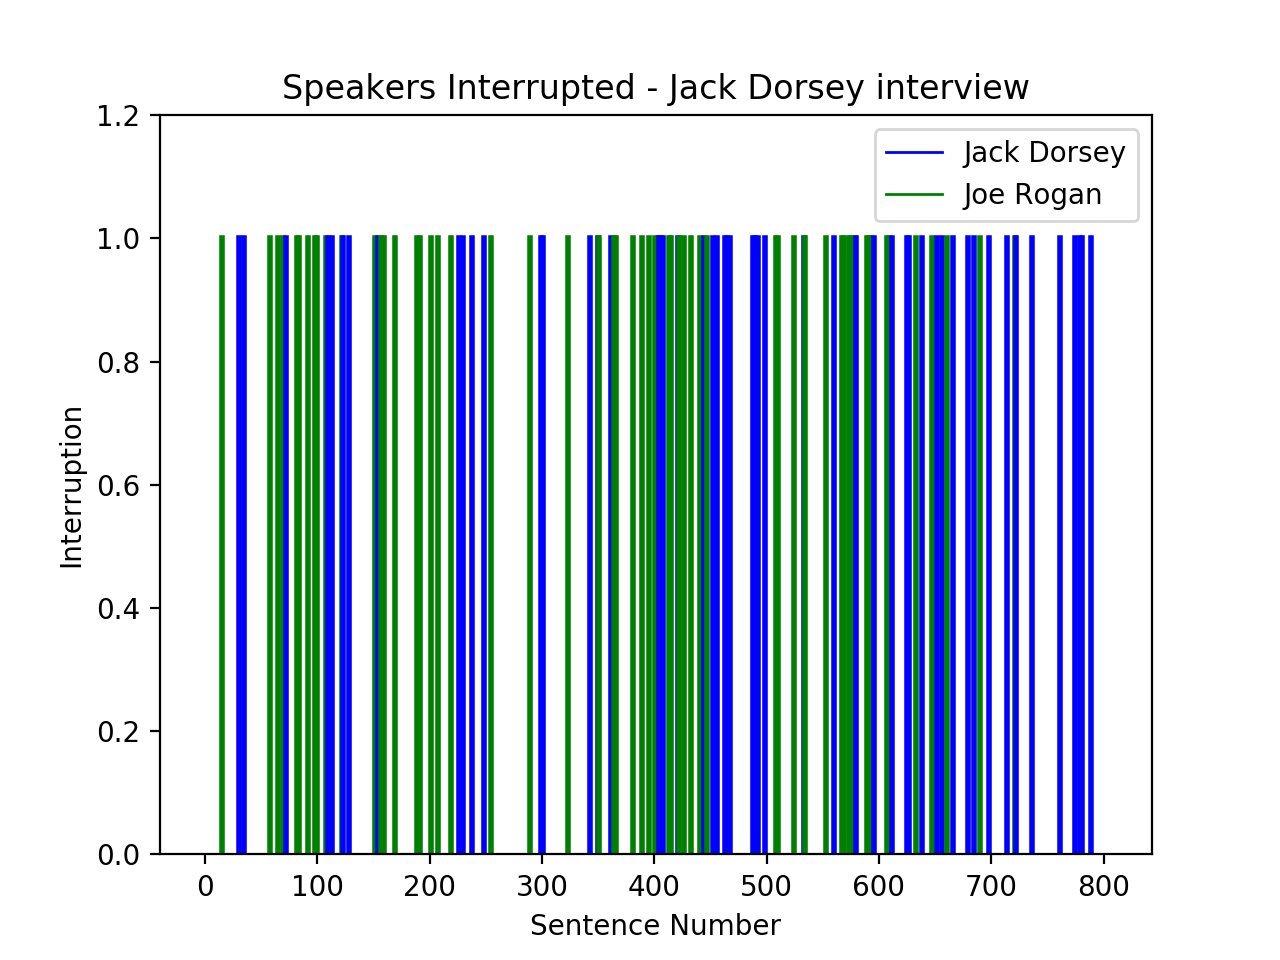 Speakers Interrupted - Jack Dorsey interview
1.2
1.0
0.8
0.6
0.4
0.2
0.0
Interruption
Jack Dorsey
Joe Rogan
0 100 200 300 400 500 600 700 800
Sentence Number